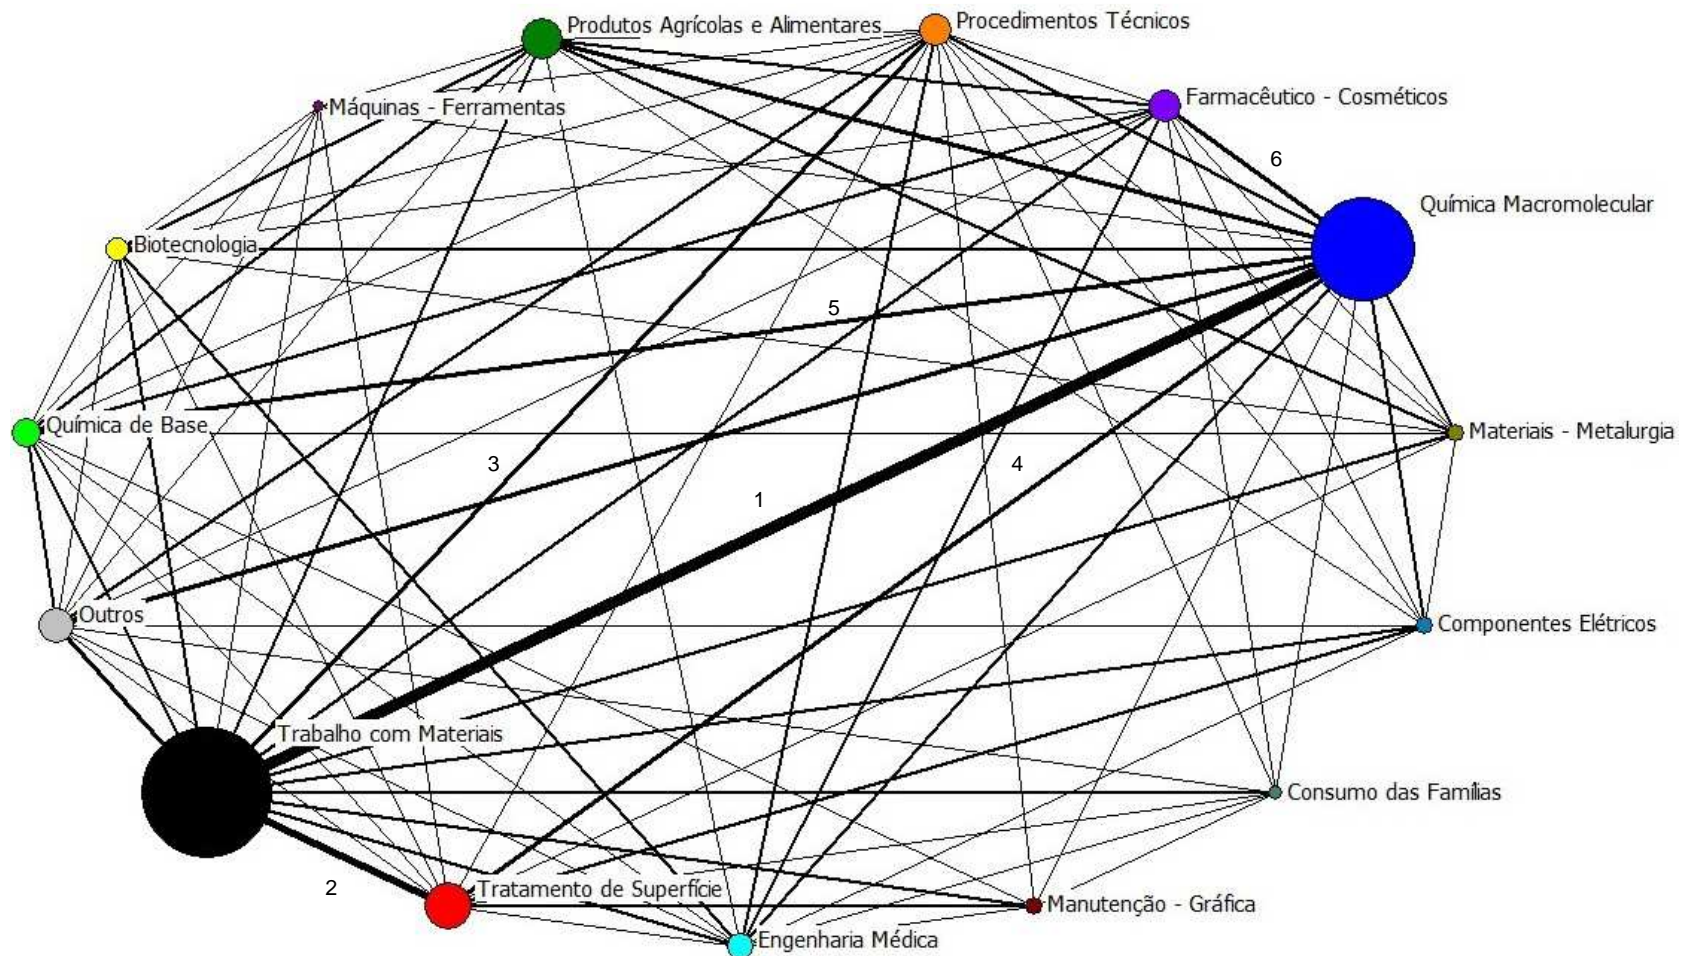 Procedimentos Técnicos
Produtos Agrícolas e Alimentares
Farmacêutico - Cosméticos
Máquinas - Ferramentas
6
Química Macromolecular
Biotecnologia
5
Química de Base
Materiais - Metalurgia
3
4
1
Outros
Componentes Elétricos
Trabalho com Materiais
Consumo das Famílias
2
Tratamento de Superfície
Manutenção - Gráfica
Engenharia Médica